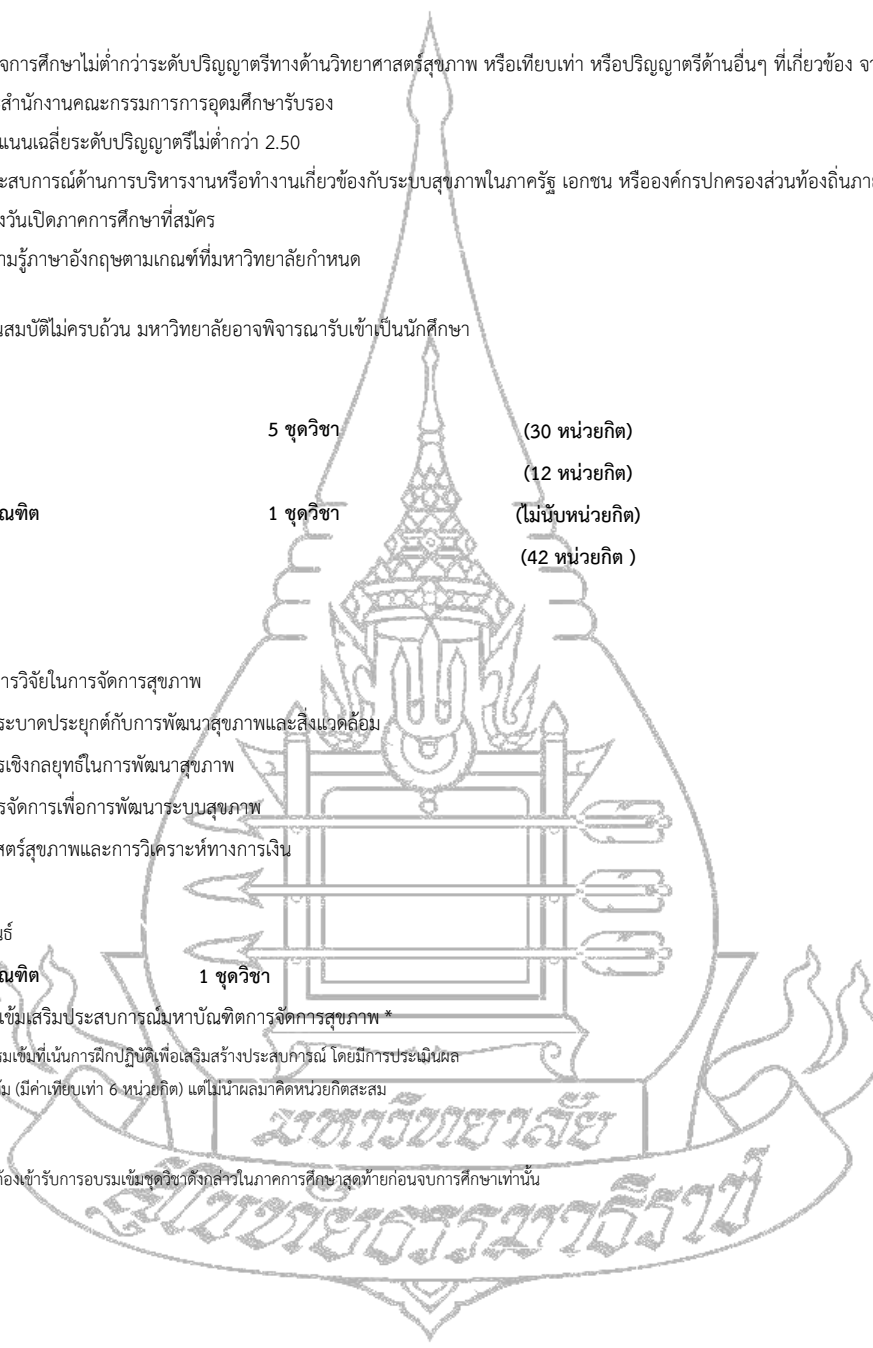 จการศึกษาไม่ต่ำกว่าระดับปริญญาตรีทางด้านวิทยาศาสตร์สุขภาพ หรือเทียบเท่า หรือปริญญาตรีด้านอื่นๆ ที่เกี่ยวข้อง จา
สำนักงานคณะกรรมการการอุดมศึกษารับรอง
แนนเฉลี่ยระดับปริญญาตรีไม่ต่ำกว่า 2.50
ะสบการณ์ด้านการบริหารงานหรือทำงานเกี่ยวข้องกับระบบสุขภาพในภาครัฐ เอกชน หรือองค์กรปกครองส่วนท้องถิ่นภา
งวันเปิดภาคการศึกษาที่สมัคร
ามรู้ภาษาอังกฤษตามเกณฑ์ที่มหาวิทยาลัยกำหนด
นสมบัติไม่ครบถ้วน มหาวิทยาลัยอาจพิจารณารับเข้าเป็นนักศึกษา
5 ชุดวิชา (30 หน่วยกิต)
(12 หน่วยกิต)
ณฑิต 1 ชุดวิชา (ไม่นับหน่วยกิต)
(42 หน่วยกิต )
ารวิจัยในการจัดการสุขภาพ
ระบาดประยุกต์กับการพัฒนาสุขภาพและสิ่งแวดล้อม
รเชิงกลยุทธ์ในการพัฒนาสุขภาพ
รจัดการเพื่อการพัฒนาระบบสุขภาพ
สตร์สุขภาพและการวิเคราะห์ทางการเงิน
นธ์
ณฑิต 1 ชุดวิชา
เข้มเสริมประสบการณ์มหาบัณฑิตการจัดการสุขภาพ *
รมเข้มที่เน้นการฝึกปฏิบัติเพื่อเสริมสร้างประสบการณ์ โดยมีการประเมินผล
ม (มีค่าเทียบเท่า 6 หน่วยกิต) แต่ไม่นำผลมาคิดหน่วยกิตสะสม
ต้องเข้ารับการอบรมเข้มชุดวิชาดังกล่าวในภาคการศึกษาสุดท้ายก่อนจบการศึกษาเท่านั้น
มหาวิทยาลัย
สุโขทัยธรรมาธิราช